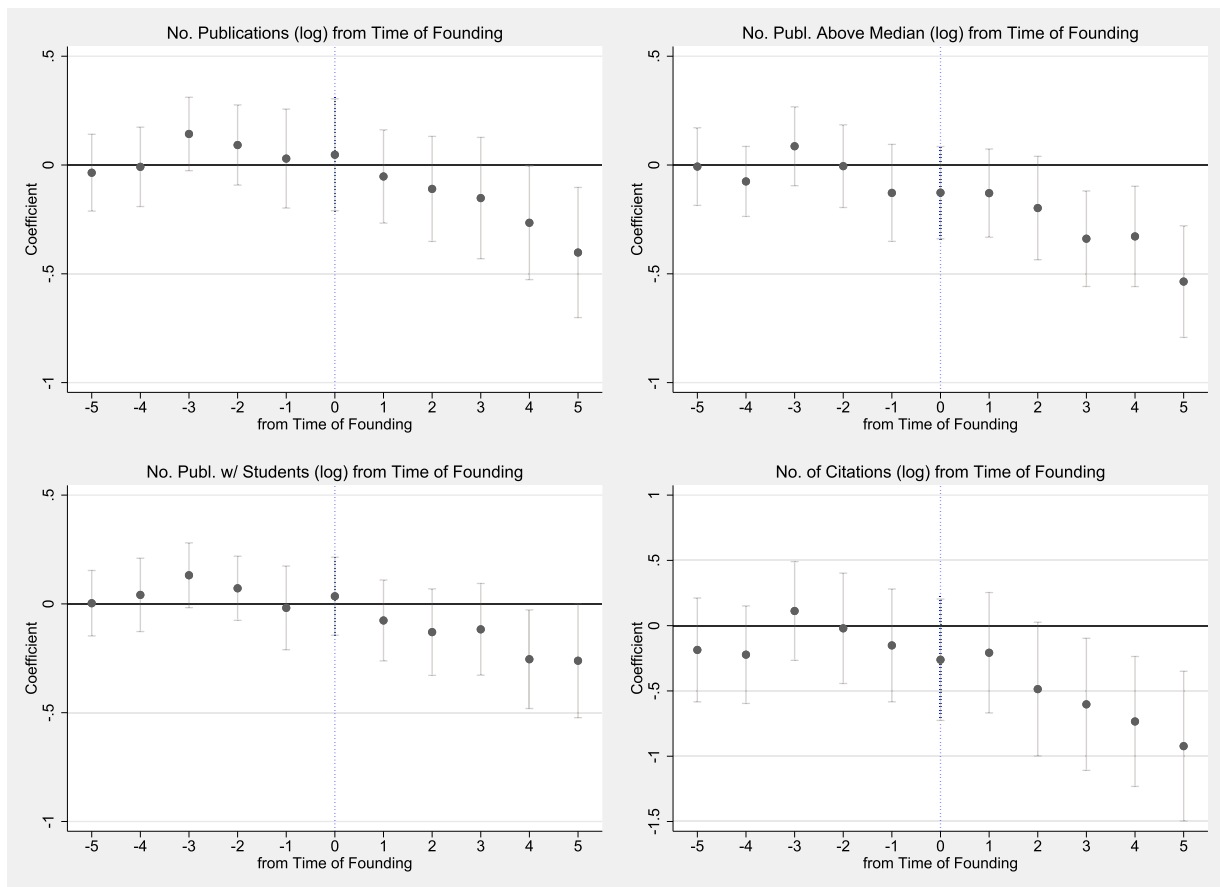 No. Publications (log) from Time of Founding
.5
0
-.5
-1
Coefficient
-5 -4 -3 -2 -1 0 1 2 3 4 5
from Time of Founding
No. Publ. Above Median (log) from Time of Founding
.5
0
-.5
-1
Coefficient
-5 -4 -3 -2 -1 0 1 2 3 4 5
from Time of Founding
No. Publ. w/ Students (log) from Time of Founding
.5
0
-.5
-1
Coefficient
-5 -4 -3 -2 -1 0 1 2 3 4 5
from Time of Founding
No. of Citations (log) from Time of Founding
1
.5
0
-.5
-1
-1.5
Coefficient
-5 -4 -3 -2 -1 0 1 2 3 4 5
from Time of Founding